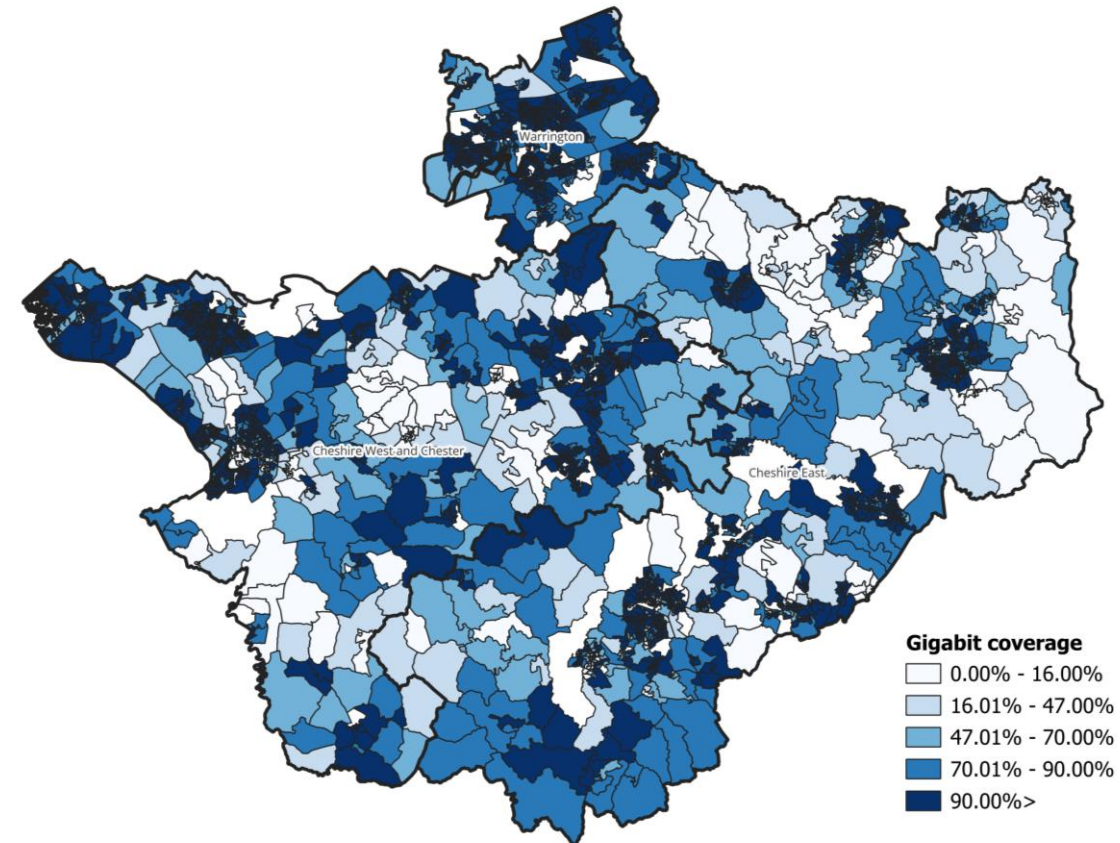 Warrington
Cheshire West and Chester
Cheshire East
Gigabit coverage
0.00% - 16.00%
16.01% - 47.00%
47.01% - 70.00%
70.01% - 90.00%
90.00%>